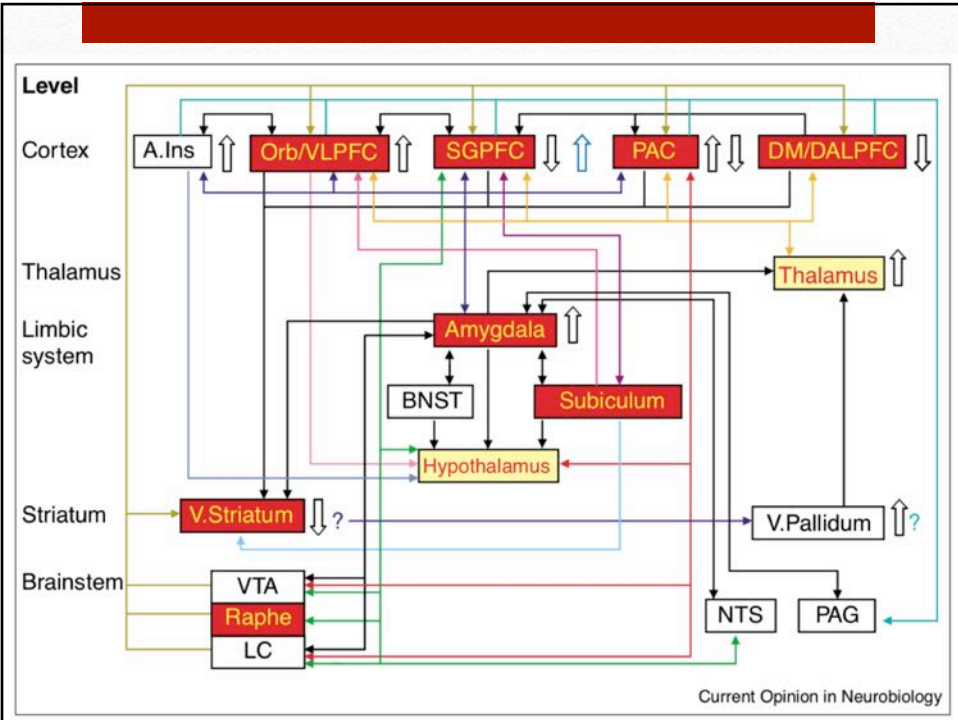 Level
Cortex
A.Ins
Orb/VLPFC
SGPFC
PAC
DM/DALPFC
Thalamus
Thalamus
Limbic
system
Amygdala
BNST
Subiculum
Hypothalamus
Striatum
V.Striatum
?
V.Pallidum
?
Brainstem
VTA
Raphe
LC
NTS
PAG
Current Opinion in Neurobiology